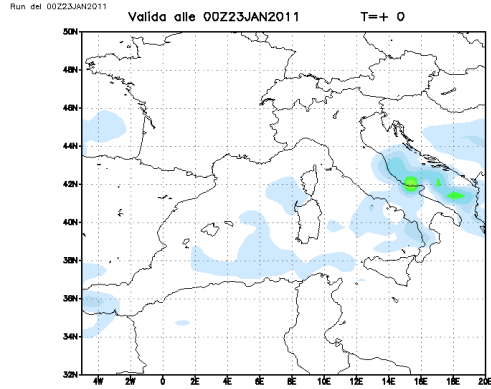 Run del 00Z23JAN2011
Valida alle 00Z23JAN2011 T=+ 0
50N
48N
46N
44N
42N
40N
38N
36N
34N
32N
4W 2W 0 2E 4E 6E 8E 10E 12E 14E 16E 18E 20E